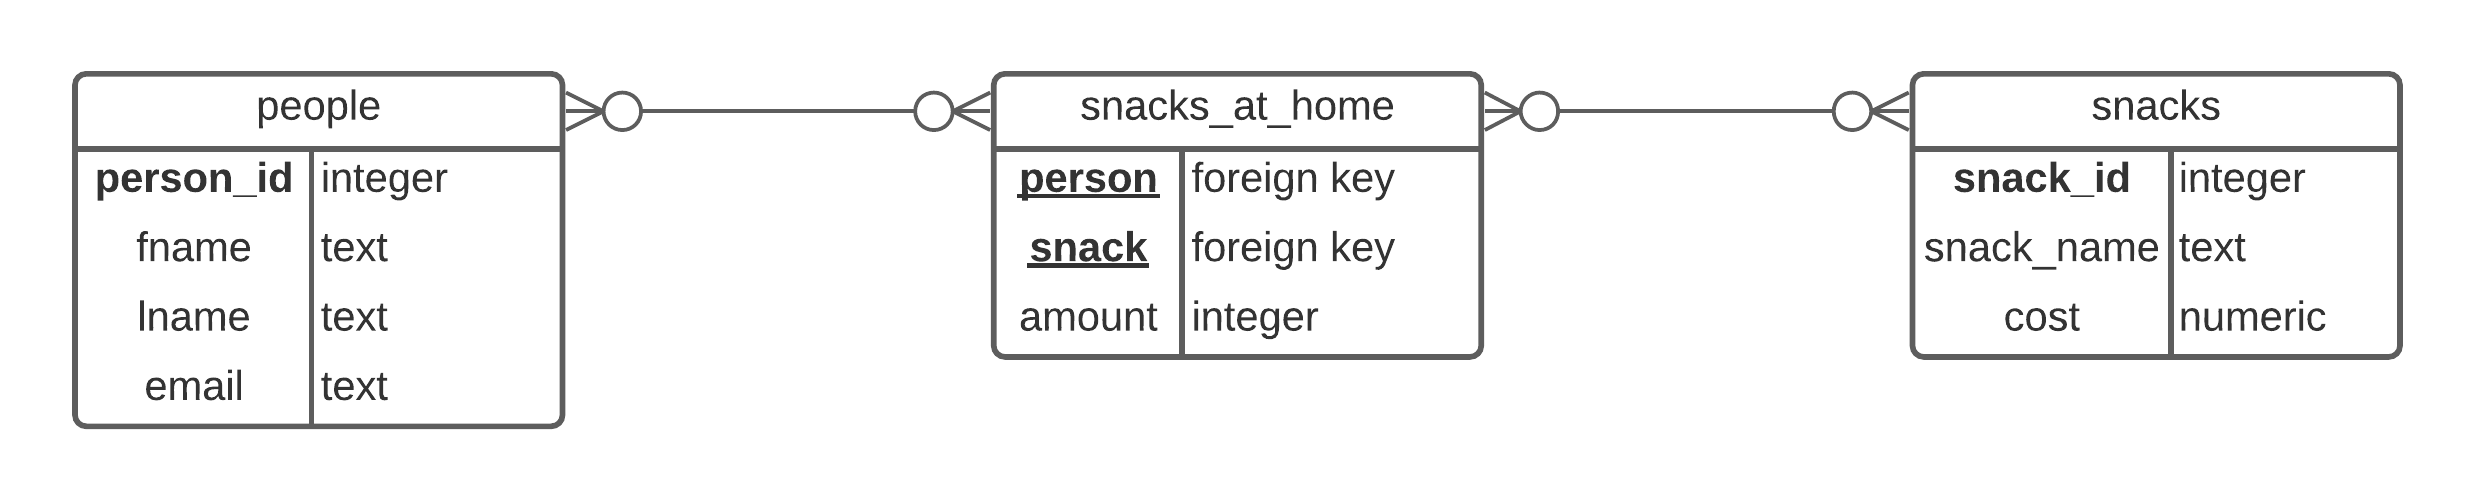 people
person_id integer
fname text
lname text
email text
snacks_at_home
person foreign key
snack foreign key
amount integer
snacks
snack_id integer
snack_name text
cost numeric